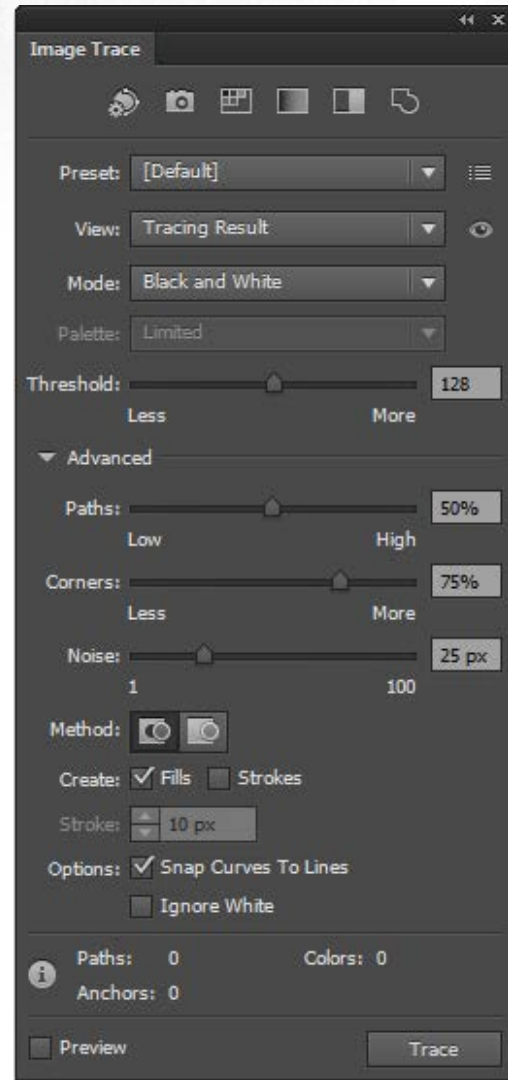 Image Trace
Preset: [Default]
View: Tracing Result
Mode: Black and White
Palette: Limited
Threshold: 128
Less More
Advanced
Paths: 50%
Low High
Corners: 75%
Less More
Noise: 25 px
1 100
Method:
Create: Fills Strokes
Stroke: 10 px
Options: Snap Curves To Lines
Ignore White
Paths: 0 Colors: 0
Anchors: 0
Preview Trace